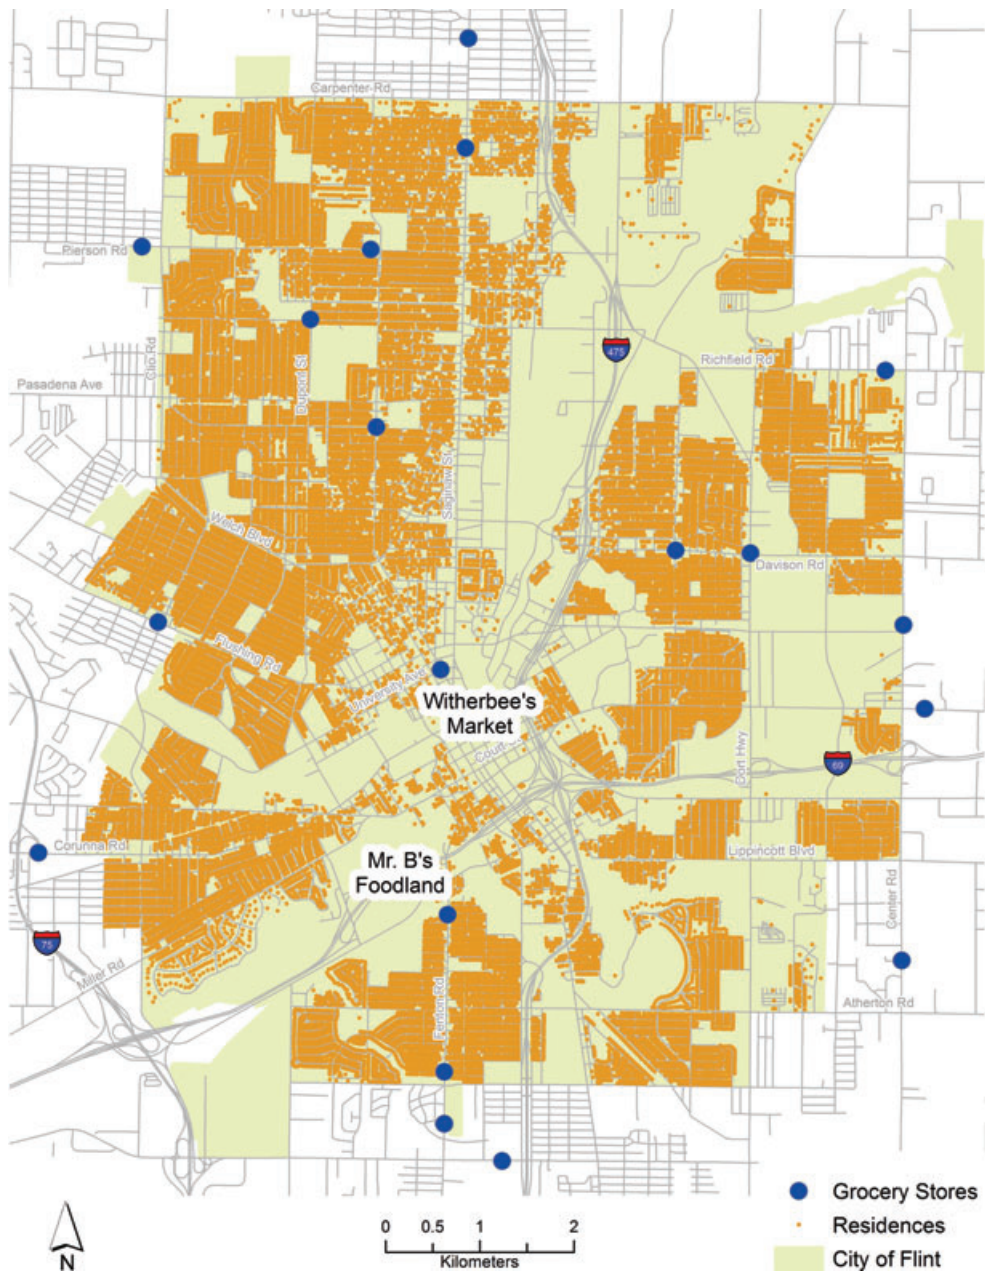 Carpenter Rd
Pierson Rd
Clio Rd
Dupont St
Saginaw St
475
Richfield Rd
Pasadena Ave
Welch Blvd
Davison Rd
Flushing Rd
University Ave
Witherbee's
Market
Court St
Dort Hwy
69
Corunna Rd
Mr. B's
Foodland
Lippincott Blvd
Center Rd
75
Miller Rd
Fenton Rd
Atherton Rd
N
0 0.5 1 2
Kilometers
Grocery Stores
Residences
City of Flint